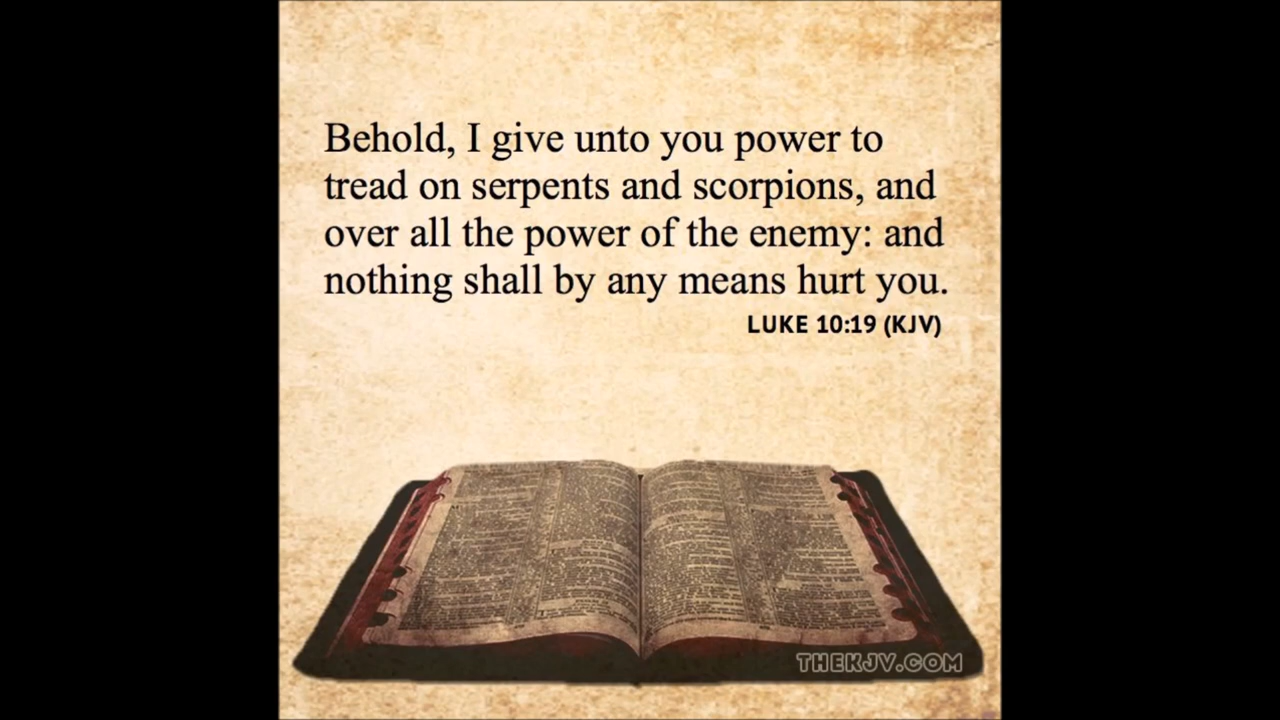 Behold, I give unto you power to
tread on serpents and scorpions, and
over all the power of the enemy: and
nothing shall by any means hurt you.
LUKE 10:19 (KJV)
THEKJV.COM